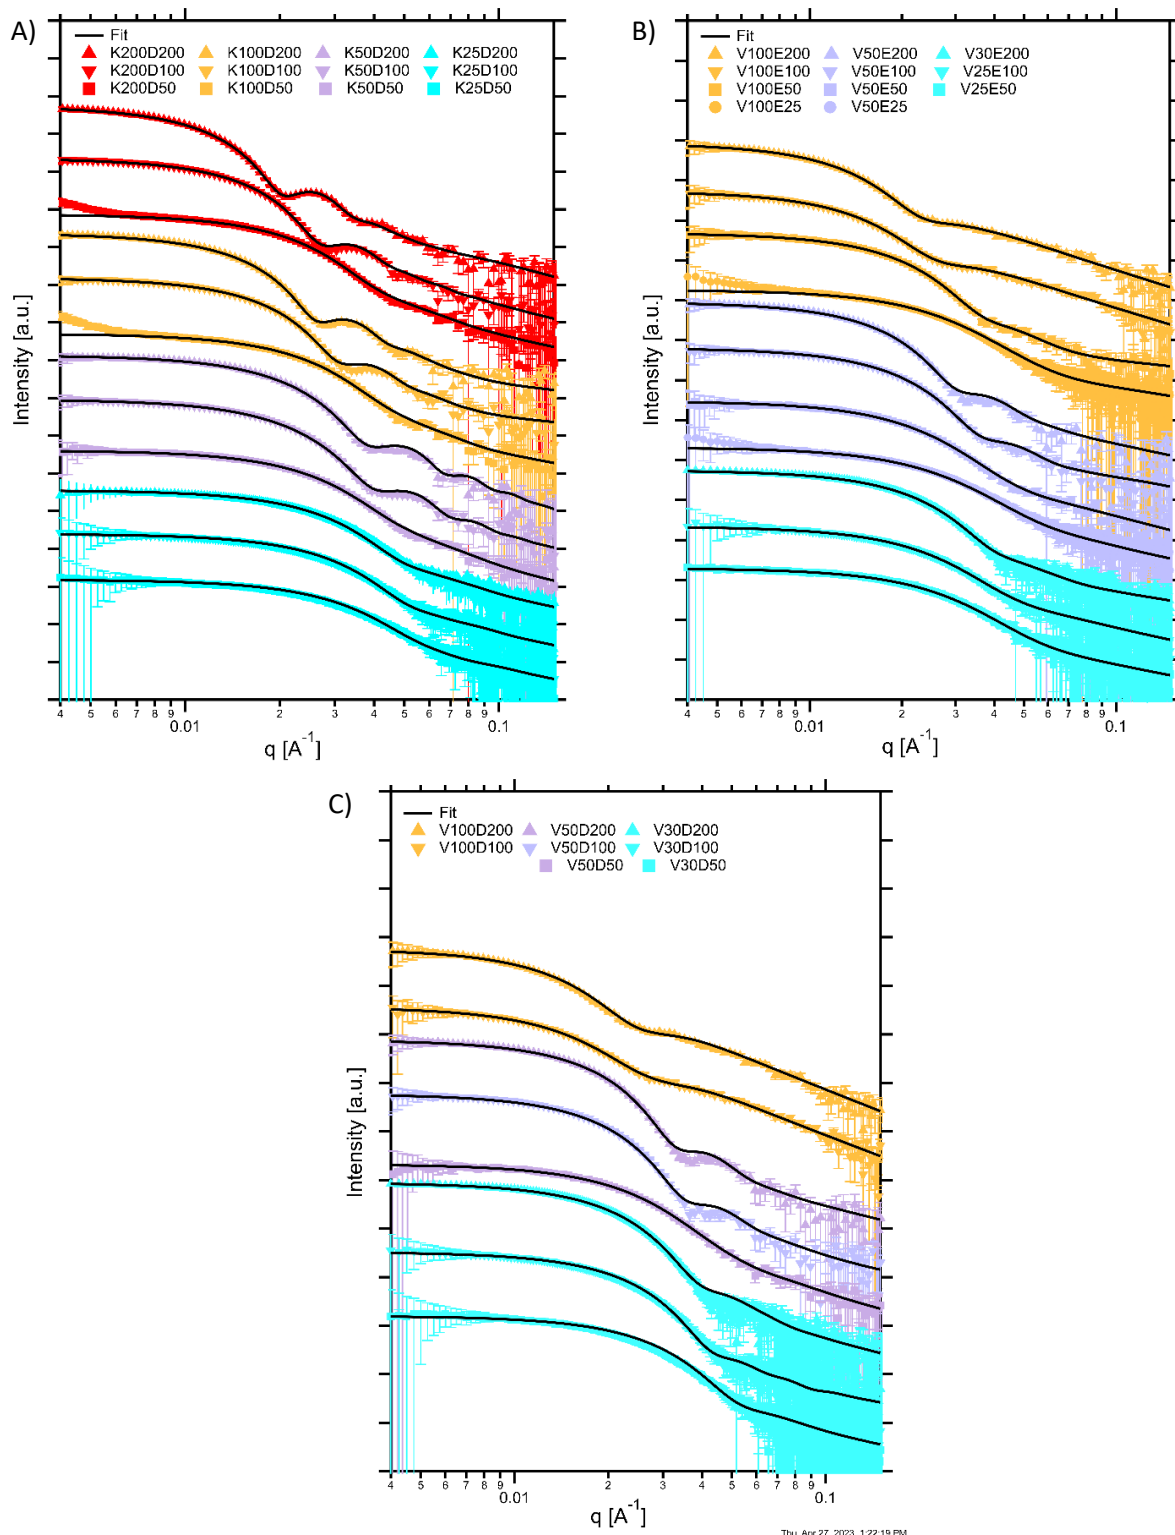 A)
Fit
K200D200 K100D200 K50D200 K25D200
K200D100 K100D100 K50D100 K25D100
K200D50 K100D50 K50D50 K25D50
Intensity [a.u.]
4 5 6 7 8 9 0.01 2 3 4 5 6 7 8 9 0.1
q [A⁻¹]
B)
Fit
V100E200 V50E200 V30E200
V100E100 V50E100 V25E100
V100E50 V50E50 V25E50
V100E25 V50E25
Intensity [a.u.]
4 5 6 7 8 9 0.01 2 3 4 5 6 7 8 9 0.1
q [A⁻¹]
C)
Fit
V100D200 V50D200 V30D200
V100D100 V50D100 V30D100
V50D50 V30D50
Intensity [a.u.]
4 5 6 7 8 9 0.01 2 3 4 5 6 7 8 9 0.1
q [A⁻¹]
Thu, Apr 27, 2023, 1:22:19 PM